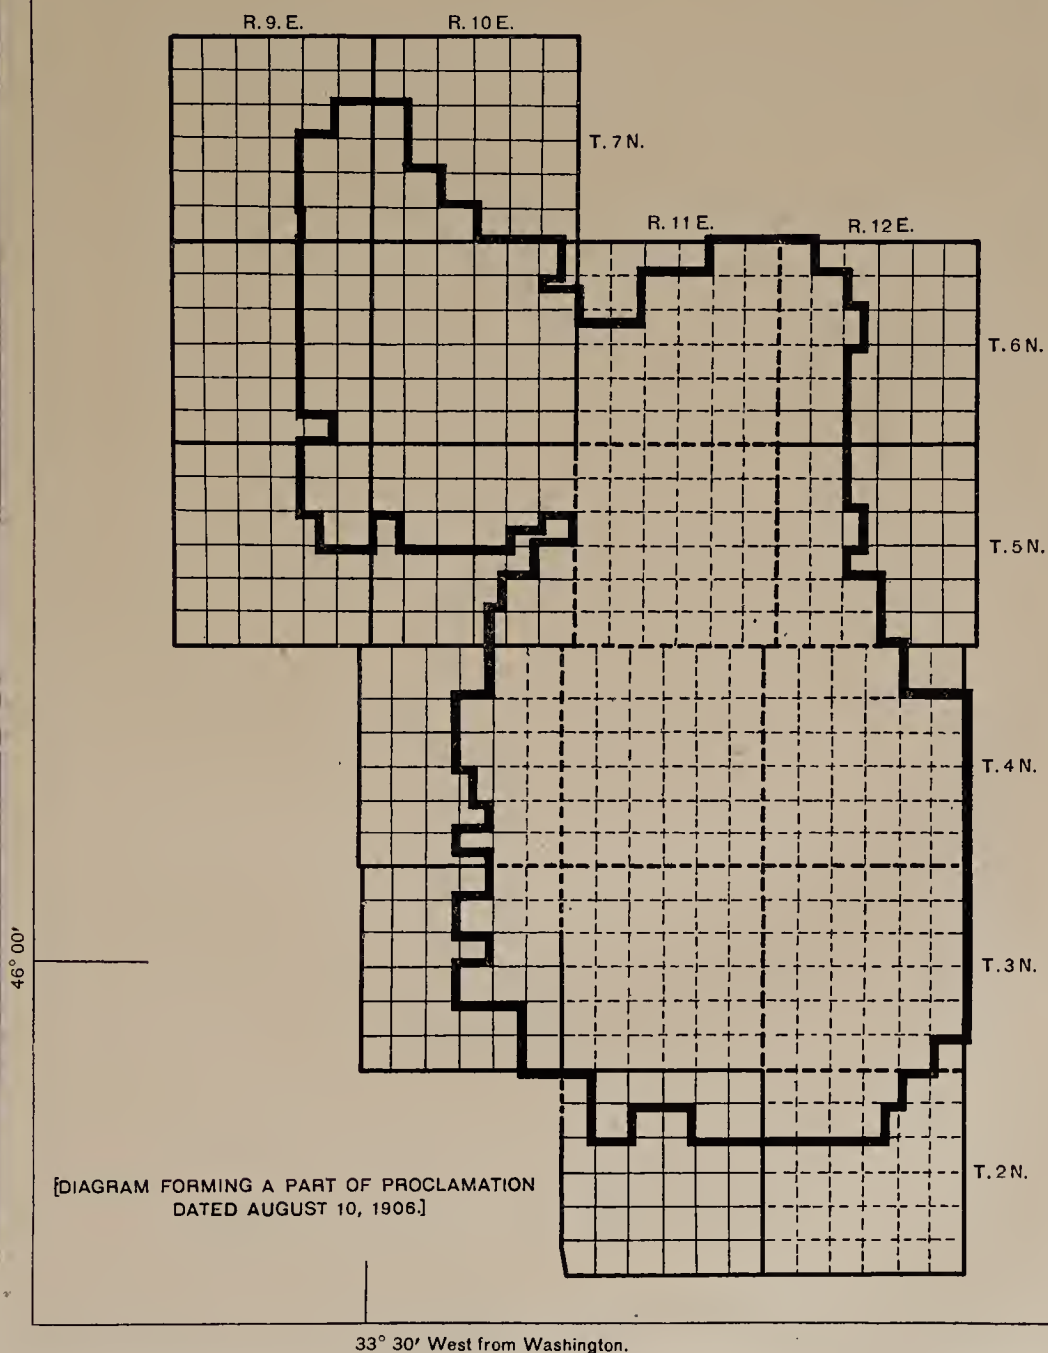 R. 9. E. R. 10 E.
T. 7 N.
R. 11 E. R. 12 E.
T. 6 N.
T. 5 N.
T. 4 N.
46° 00′
T. 3 N.
T. 2 N.
[DIAGRAM FORMING A PART OF PROCLAMATION
DATED AUGUST 10, 1906.]
33° 30′ West from Washington.